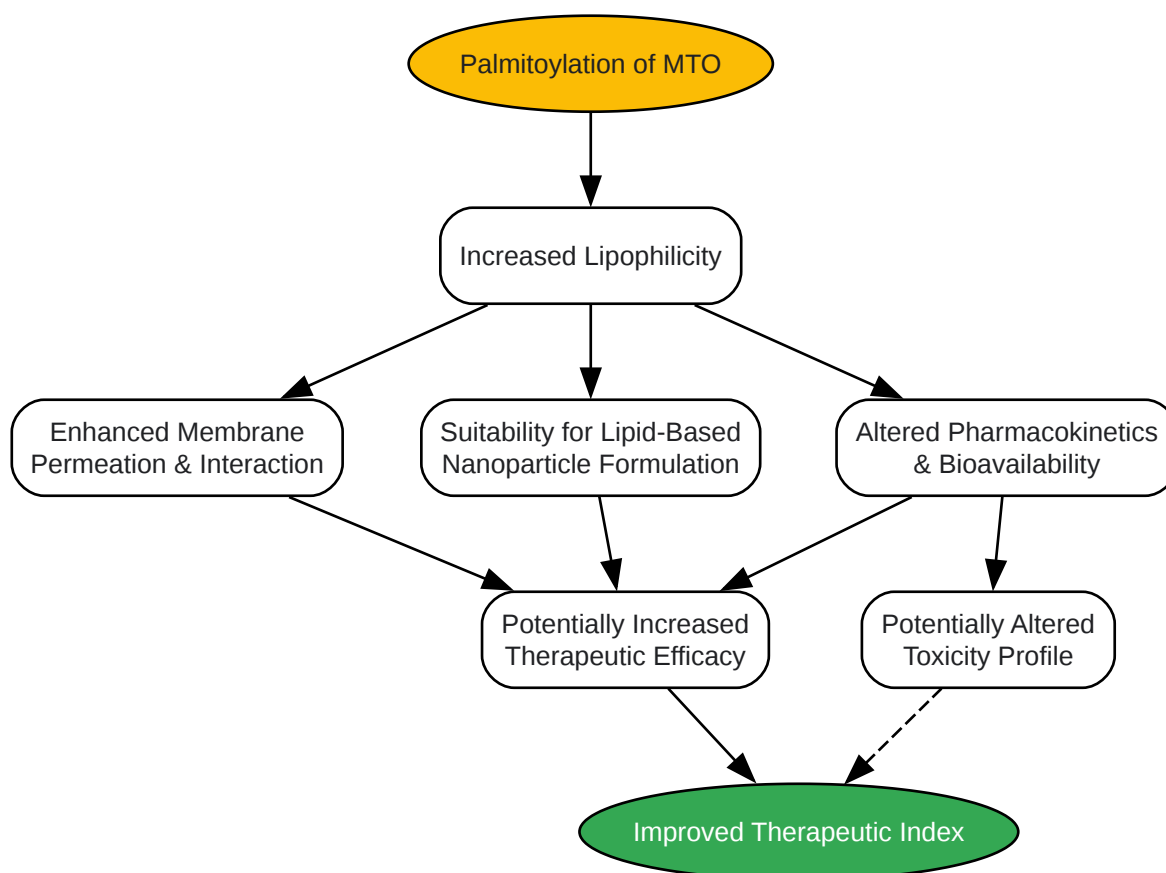 Palmitoylation of MTO
Increased Lipophilicity
Enhanced Membrane
Permeation & Interaction
Suitability for Lipid-Based
Nanoparticle Formulation
Altered Pharmacokinetics
& Bioavailability
Potentially Increased
Therapeutic Efficacy
Potentially Altered
Toxicity Profile
Improved Therapeutic Index